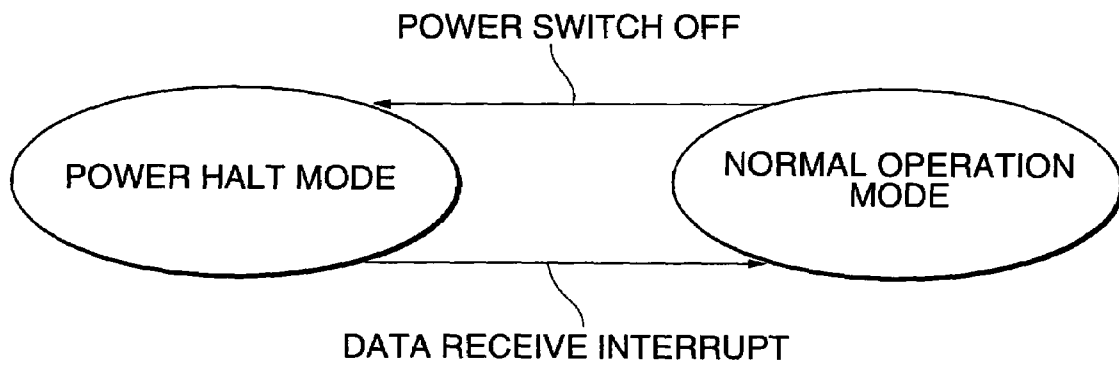 POWER SWITCH OFF
POWER HALT MODE
NORMAL OPERATION
MODE
DATA RECEIVE INTERRUPT